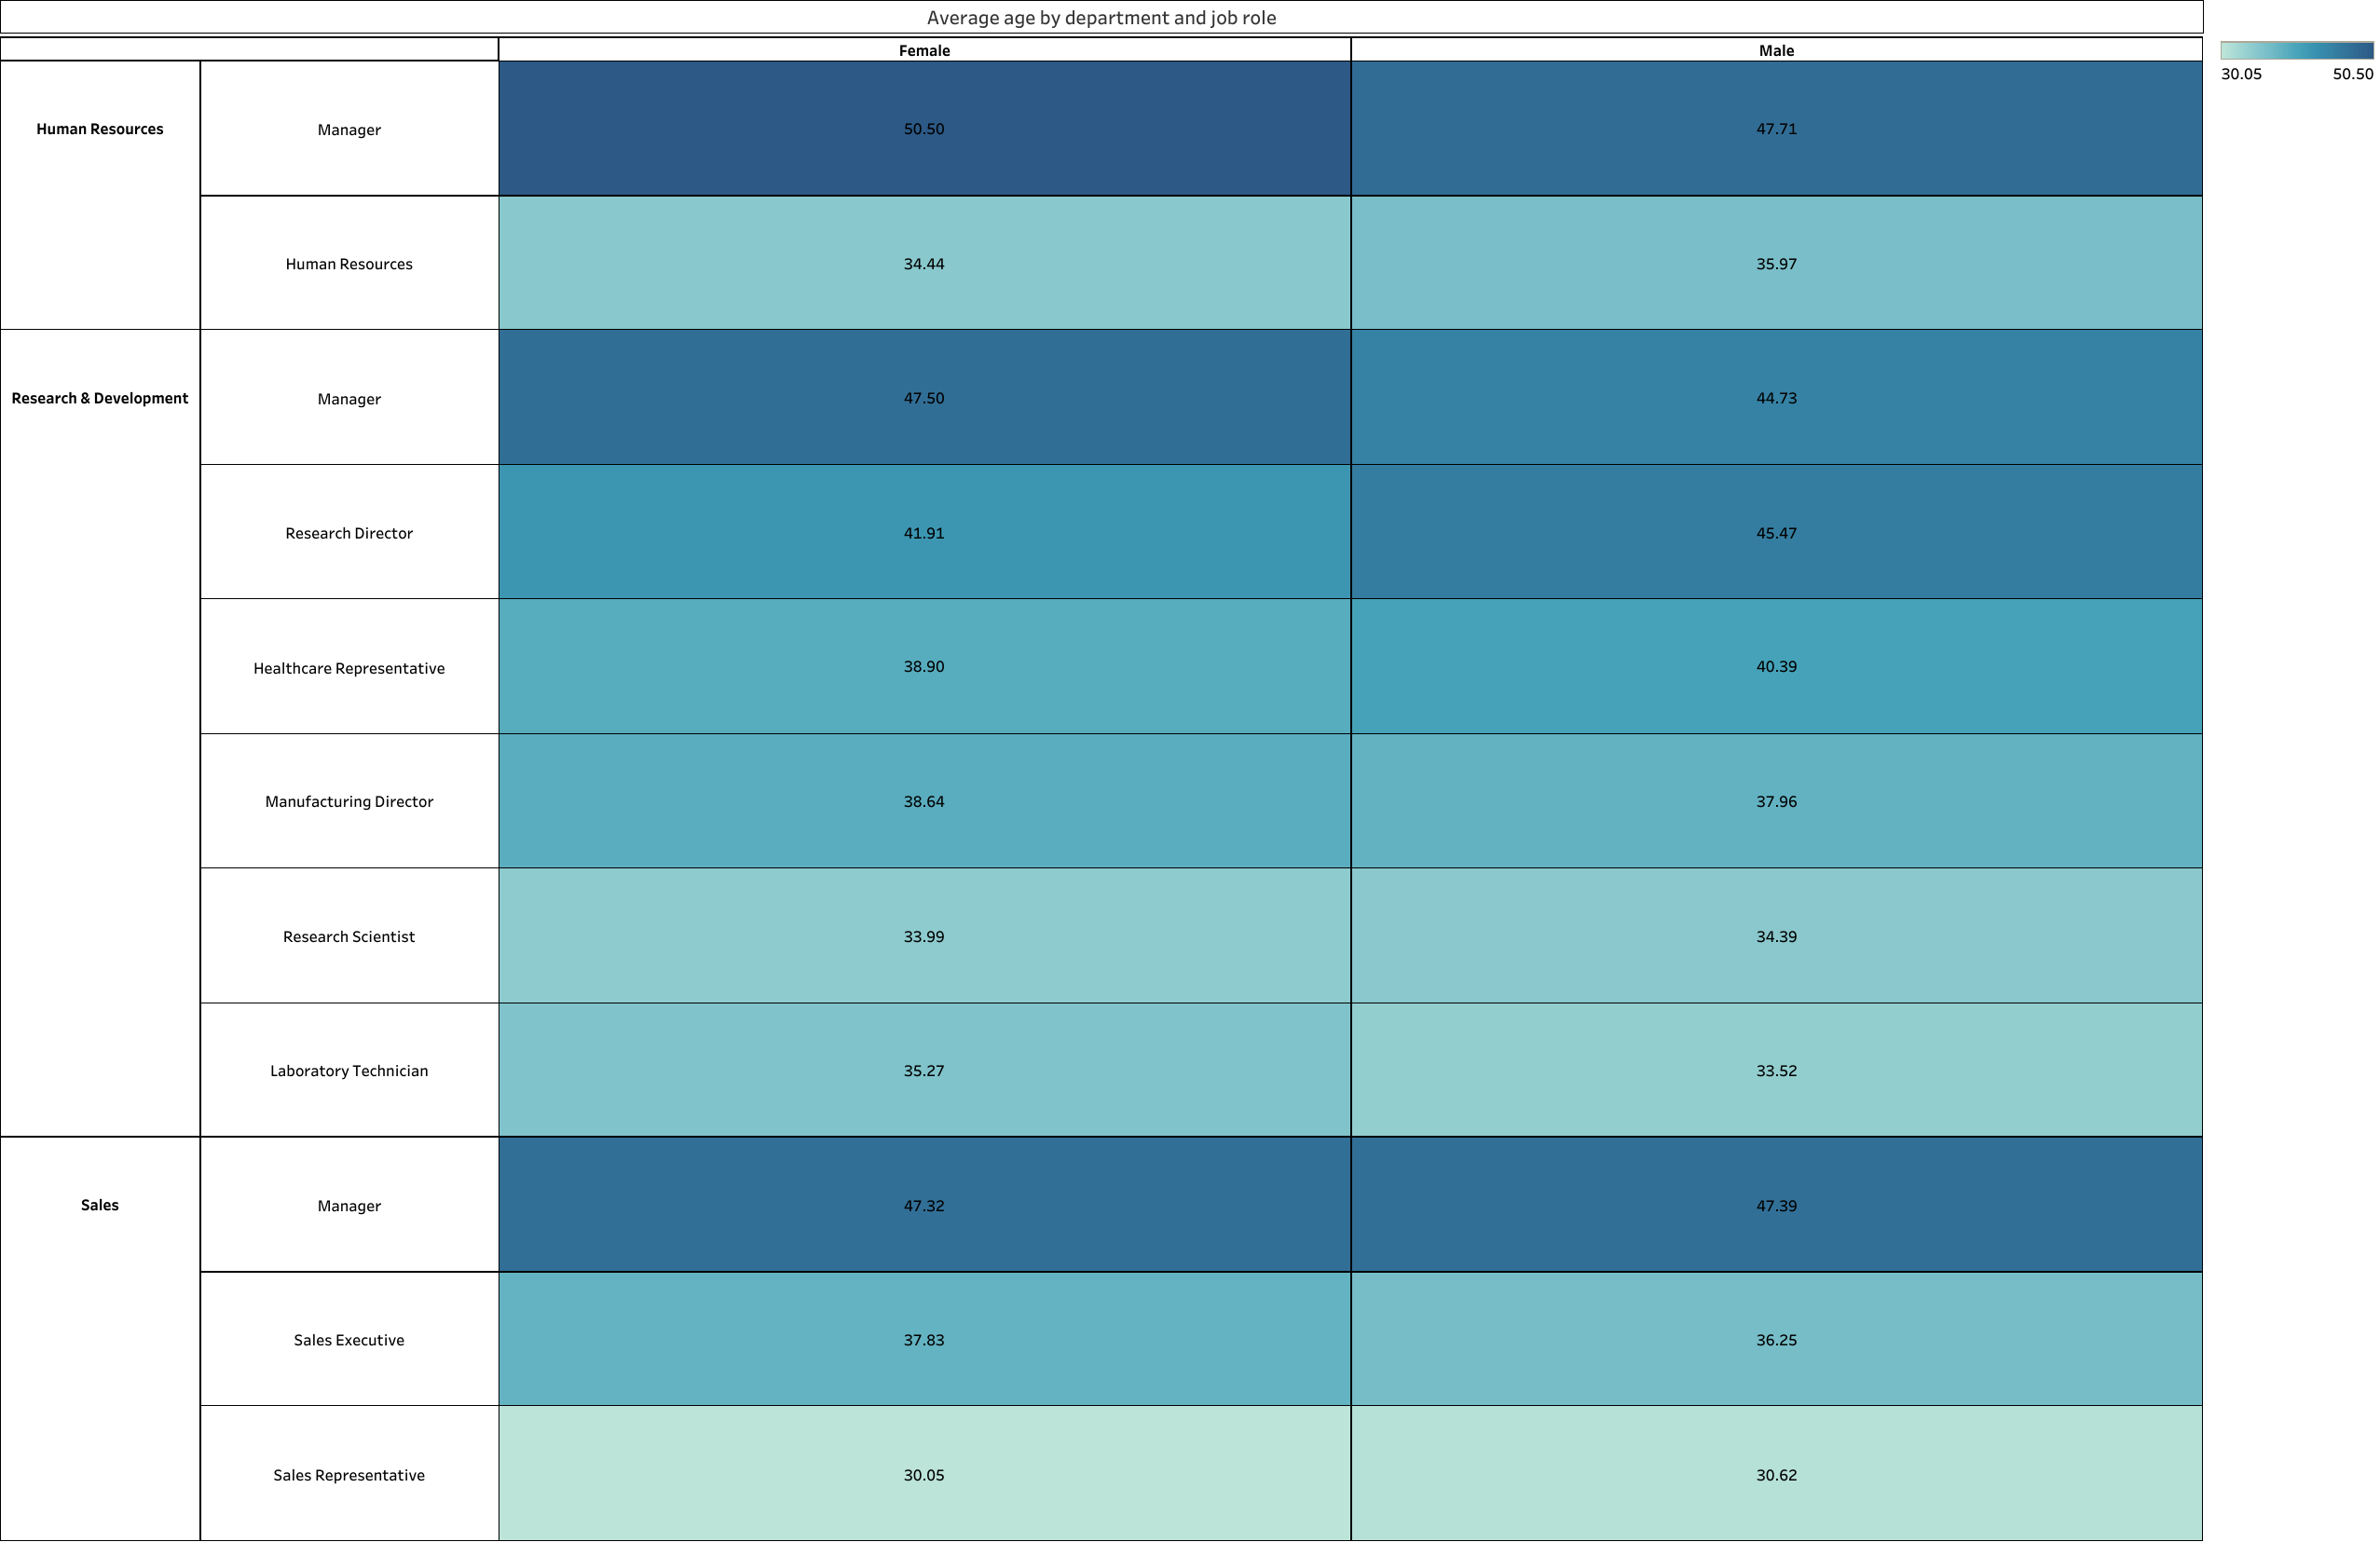 Average age by department and job role
Female Male
30.05 50.50
Human Resources Manager 50.50 47.71
Human Resources 34.44 35.97
Research & Development Manager 47.50 44.73
Research Director 41.91 45.47
Healthcare Representative 38.90 40.39
Manufacturing Director 38.64 37.96
Research Scientist 33.99 34.39
Laboratory Technician 35.27 33.52
Sales Manager 47.32 47.39
Sales Executive 37.83 36.25
Sales Representative 30.05 30.62